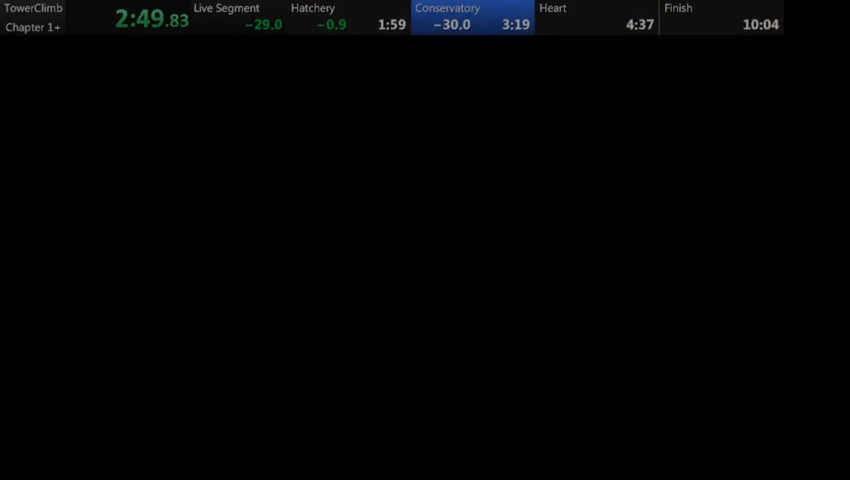 TowerClimb
Chapter 1+
2:49.83
Live Segment
−29.0
Hatchery
−0.9 1:59
Conservatory
−30.0 3:19
Heart
4:37
Finish
10:04